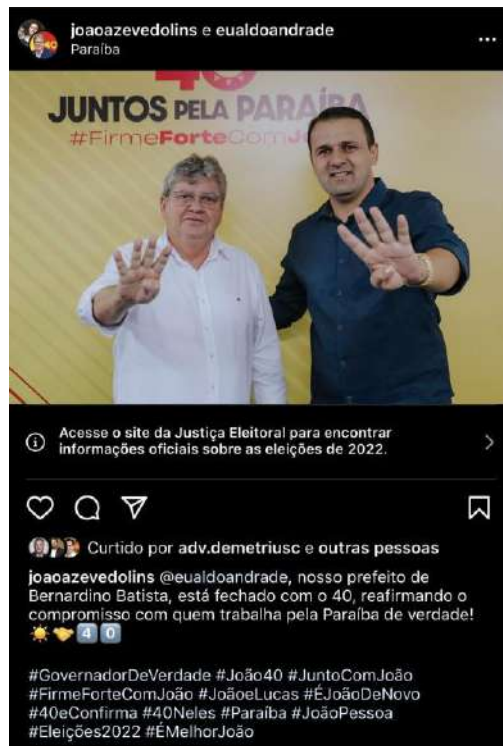 joaoazevedolins e eualdoandrade
Paraíba
40
JUNTOS PELA PARAÍBA
#FirmeForteComJo
Acesse o site da Justiça Eleitoral para encontrar
informações oficiais sobre as eleições de 2022.
Curtido por adv.demetriusc e outras pessoas
joaoazevedolins @eualdoandrade, nosso prefeito de
Bernardino Batista, está fechado com o 40, reafirmando o
compromisso com quem trabalha pela Paraíba de verdade!
☀️🤝4️⃣0️⃣
#GovernadorDeVerdade #João40 #JuntoComJoão
#FirmeForteComJoão #JoãoeLucas #ÉJoãoDeNovo
#40eConfirma #40Neles #Paraíba #JoãoPessoa
#Eleições2022 #ÉMelhorJoão